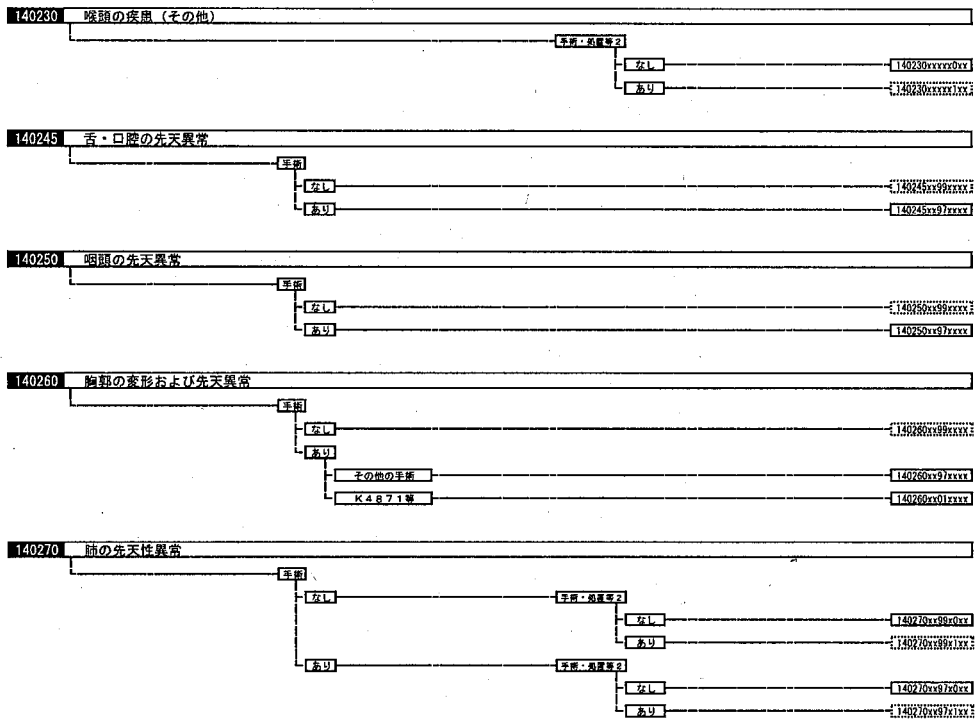 140230 喉頭の疾患（その他）
手術・処置等2
なし 140230xxxxx0xx
あり 140230xxxxx1xx
140245 舌・口腔の先天異常
手術
なし 140245xx99xxxx
あり 140245xx97xxxx
140250 咽頭の先天異常
手術
なし 140250xx99xxxx
あり 140250xx97xxxx
140260 胸郭の変形および先天異常
手術
なし 140260xx99xxxx
あり
その他の手術 140260xx97xxxx
K4871等 140260xx01xxxx
140270 肺の先天性異常
手術
なし 手術・処置等2
なし 140270xx99x0xx
あり 140270xx99x1xx
あり 手術・処置等2
なし 140270xx97x0xx
あり 140270xx97x1xx